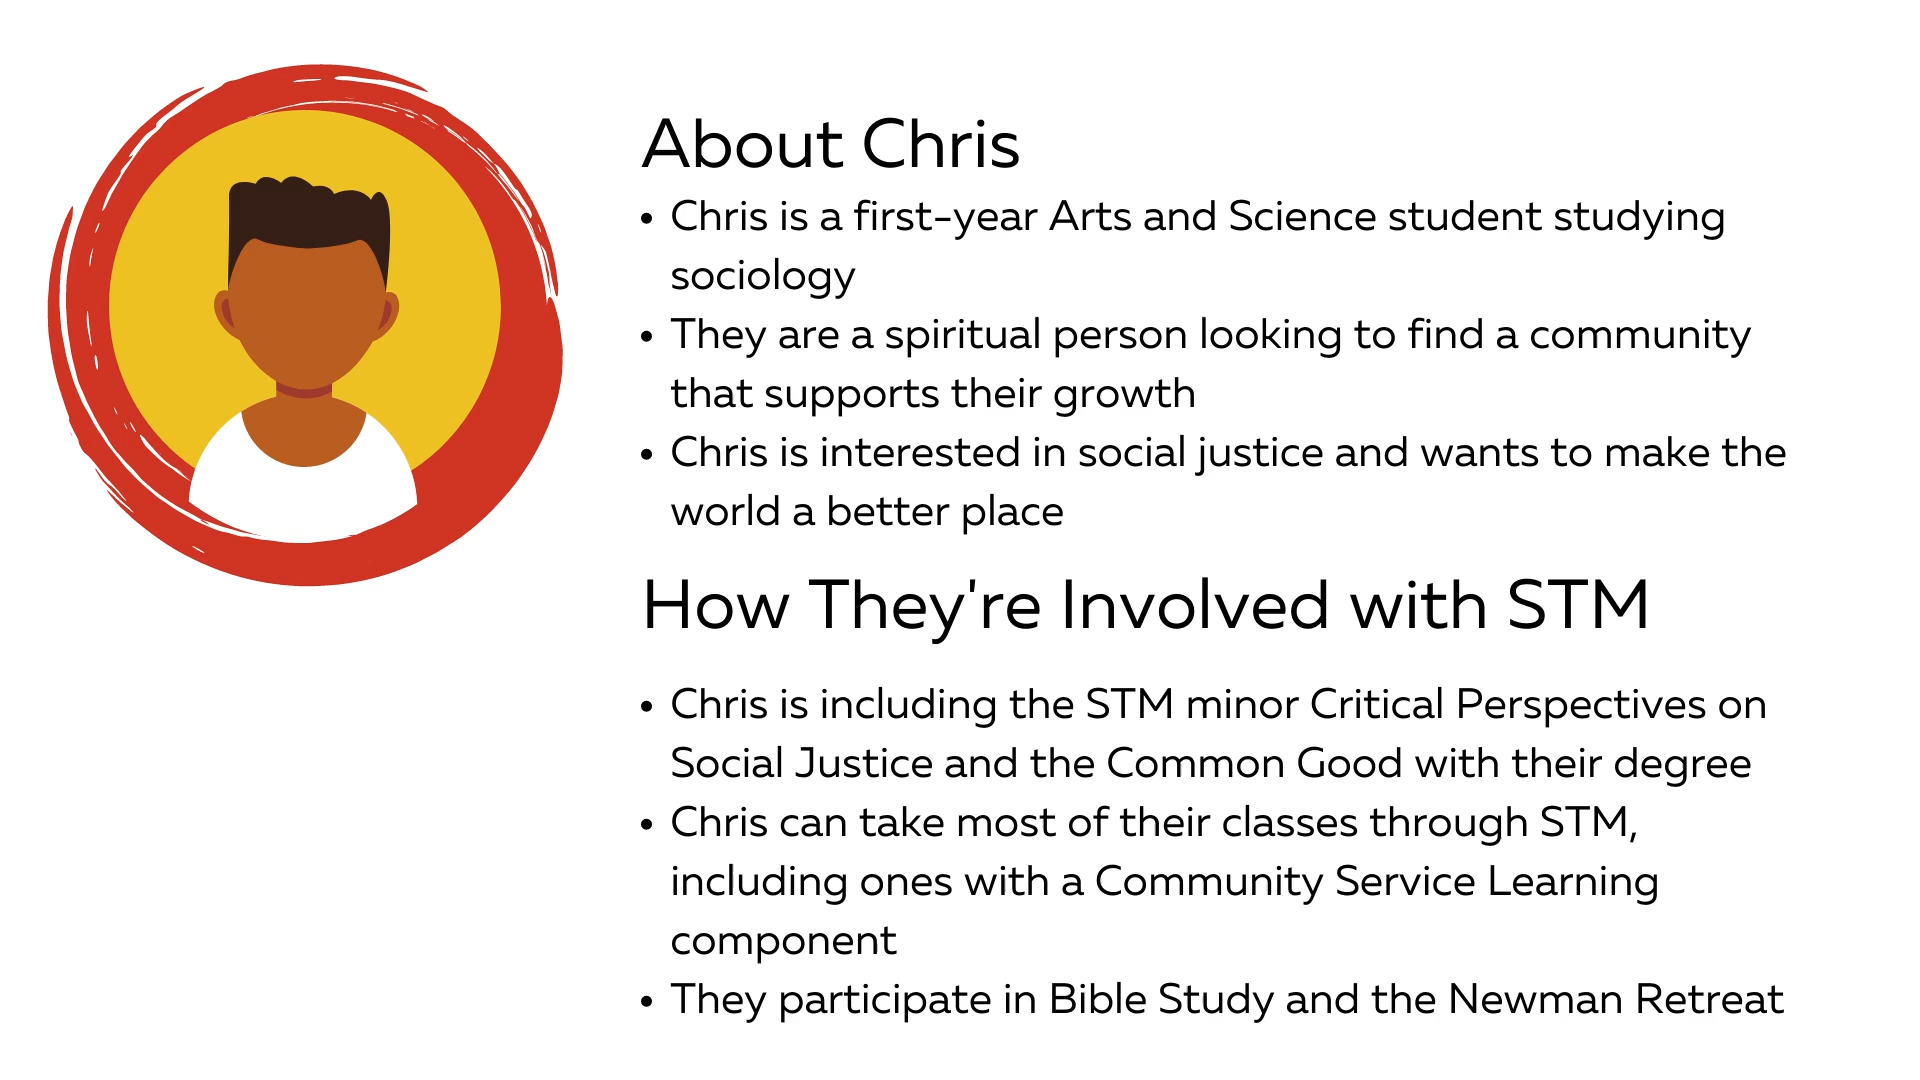 About Chris
• Chris is a first-year Arts and Science student studying
sociology
• They are a spiritual person looking to find a community
that supports their growth
• Chris is interested in social justice and wants to make the
world a better place
How They're Involved with STM
• Chris is including the STM minor Critical Perspectives on
Social Justice and the Common Good with their degree
• Chris can take most of their classes through STM,
including ones with a Community Service Learning
component
• They participate in Bible Study and the Newman Retreat